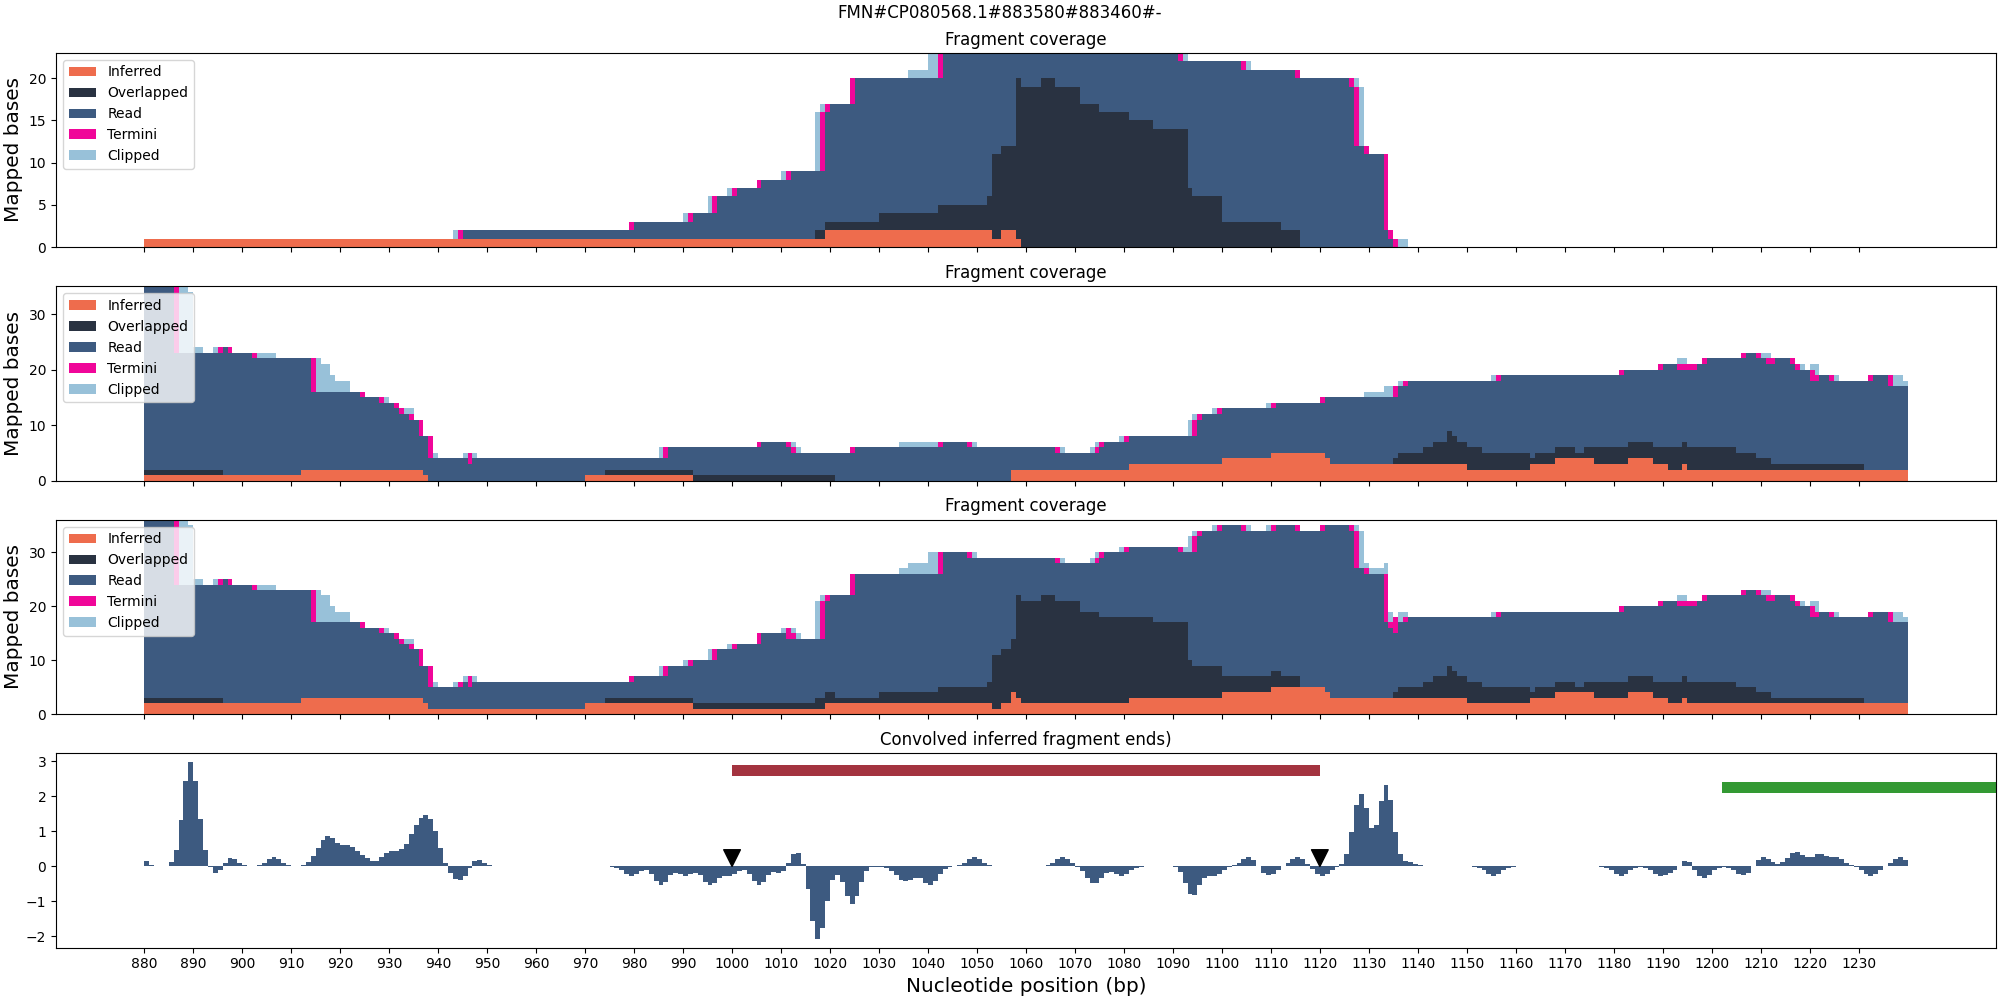 FMN#CP080568.1#883580#883460#-
Fragment coverage
Mapped bases
20
15
10
5
0
Inferred
Overlapped
Read
Termini
Clipped
Fragment coverage
Mapped bases
30
20
10
0
Inferred
Overlapped
Read
Termini
Clipped
Fragment coverage
Mapped bases
30
20
10
0
Inferred
Overlapped
Read
Termini
Clipped
Convolved inferred fragment ends)
3
2
1
0
−1
−2
880 890 900 910 920 930 940 950 960 970 980 990 1000 1010 1020 1030 1040 1050 1060 1070 1080 1090 1100 1110 1120 1130 1140 1150 1160 1170 1180 1190 1200 1210 1220 1230
Nucleotide position (bp)